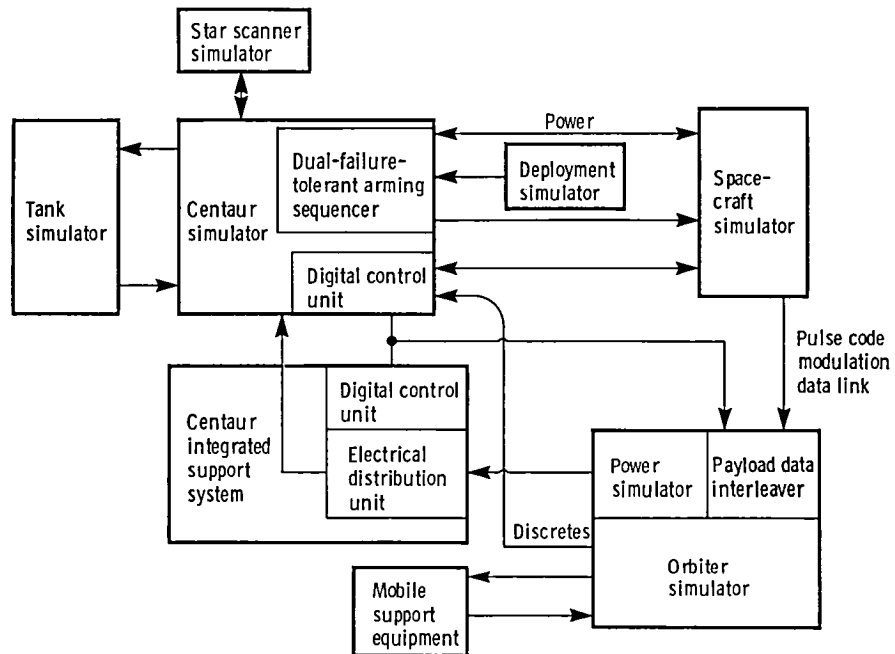 Star scanner
simulator
Power
Tank
simulator
Centaur
simulator
Dual-failure-
tolerant arming
sequencer
Deployment
simulator
Space-
craft
simulator
Digital control
unit
Pulse code
modulation
data link
Centaur
integrated
support
system
Digital control
unit
Electrical
distribution
unit
Power
simulator
Payload data
interleaver
Discretes
Orbiter
simulator
Mobile
support
equipment